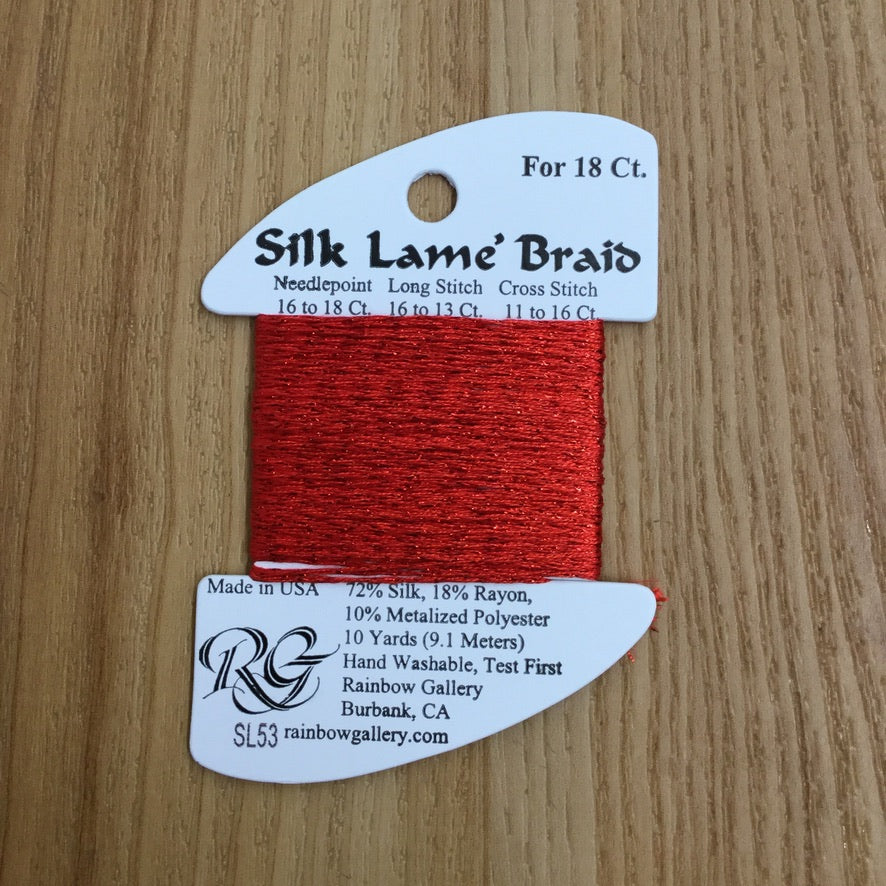 For 18 Ct.
Silk Lamé Braid
Needlepoint Long Stitch Cross Stitch
16 to 18 Ct. 16 to 13 Ct. 11 to 16 Ct.
Made in USA 72% Silk, 18% Rayon,
10% Metalized Polyester
10 Yards (9.1 Meters)
Hand Washable, Test First
Rainbow Gallery
Burbank, CA
RG
SL53 rainbowgallery.com